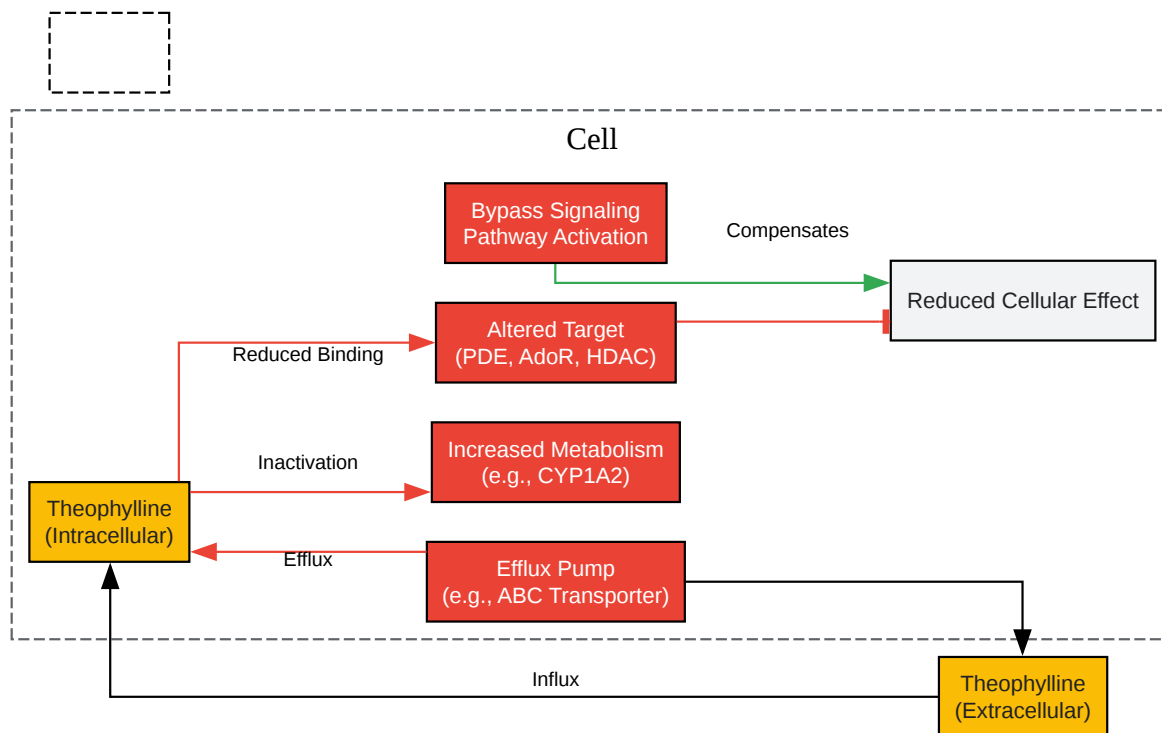 Cell
Bypass Signaling
Pathway Activation
Compensates
Reduced Cellular Effect
Altered Target
(PDE, AdoR, HDAC)
Reduced Binding
Increased Metabolism
(e.g., CYP1A2)
Inactivation
Theophylline
(Intracellular)
Efflux
Efflux Pump
(e.g., ABC Transporter)
Influx
Theophylline
(Extracellular)